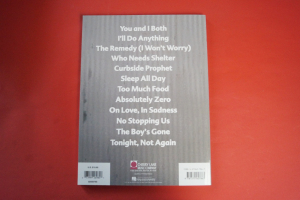 You and I Both
I'll Do Anything
The Remedy (I Won't Worry)
Who Needs Shelter
Curbside Prophet
Sleep All Day
Too Much Food
Absolutely Zero
On Love, In Sadness
No Stopping Us
The Boy's Gone
Tonight, Not Again